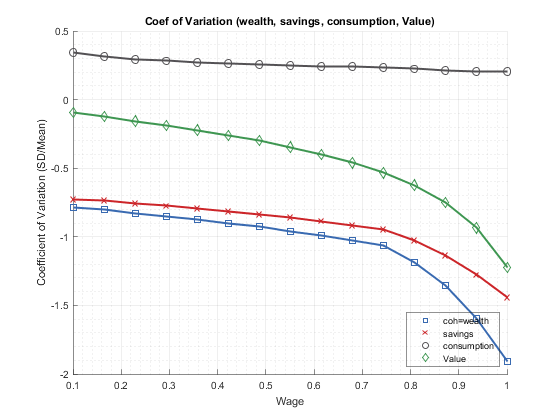 Coef of Variation (wealth, savings, consumption, Value)
Coefficient of Variation (SD/Mean)
0.5
0
-0.5
-1
-1.5
-2
0.1 0.2 0.3 0.4 0.5 0.6 0.7 0.8 0.9 1
Wage
coh=wealth
savings
consumption
Value